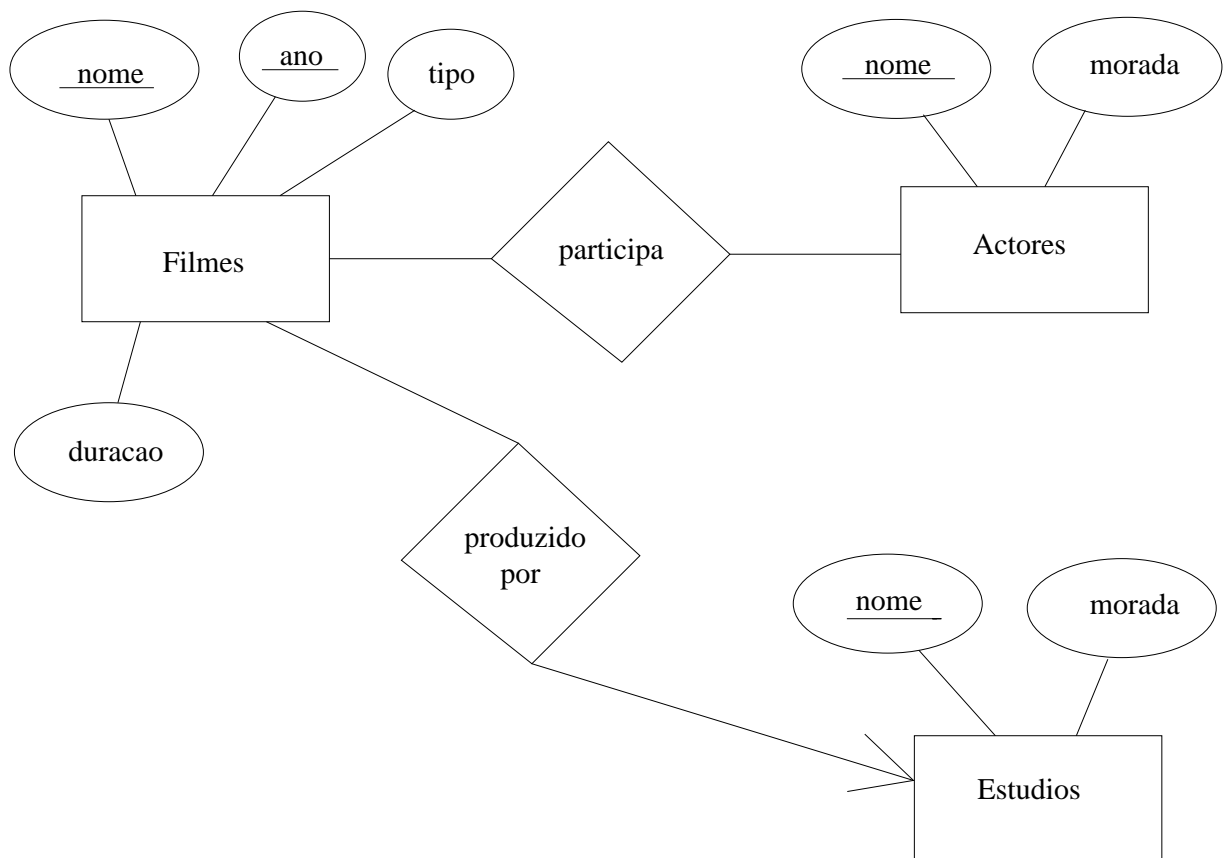 nome
ano
tipo
nome
morada
Filmes
participa
Actores
duracao
produzido
por
nome
morada
Estudios